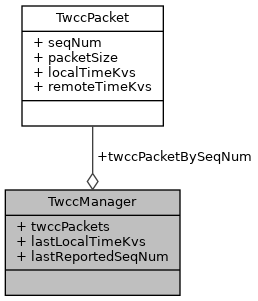 TwccPacket
+ seqNum
+ packetSize
+ localTimeKvs
+ remoteTimeKvs
+twccPacketBySeqNum
TwccManager
+ twccPackets
+ lastLocalTimeKvs
+ lastReportedSeqNum